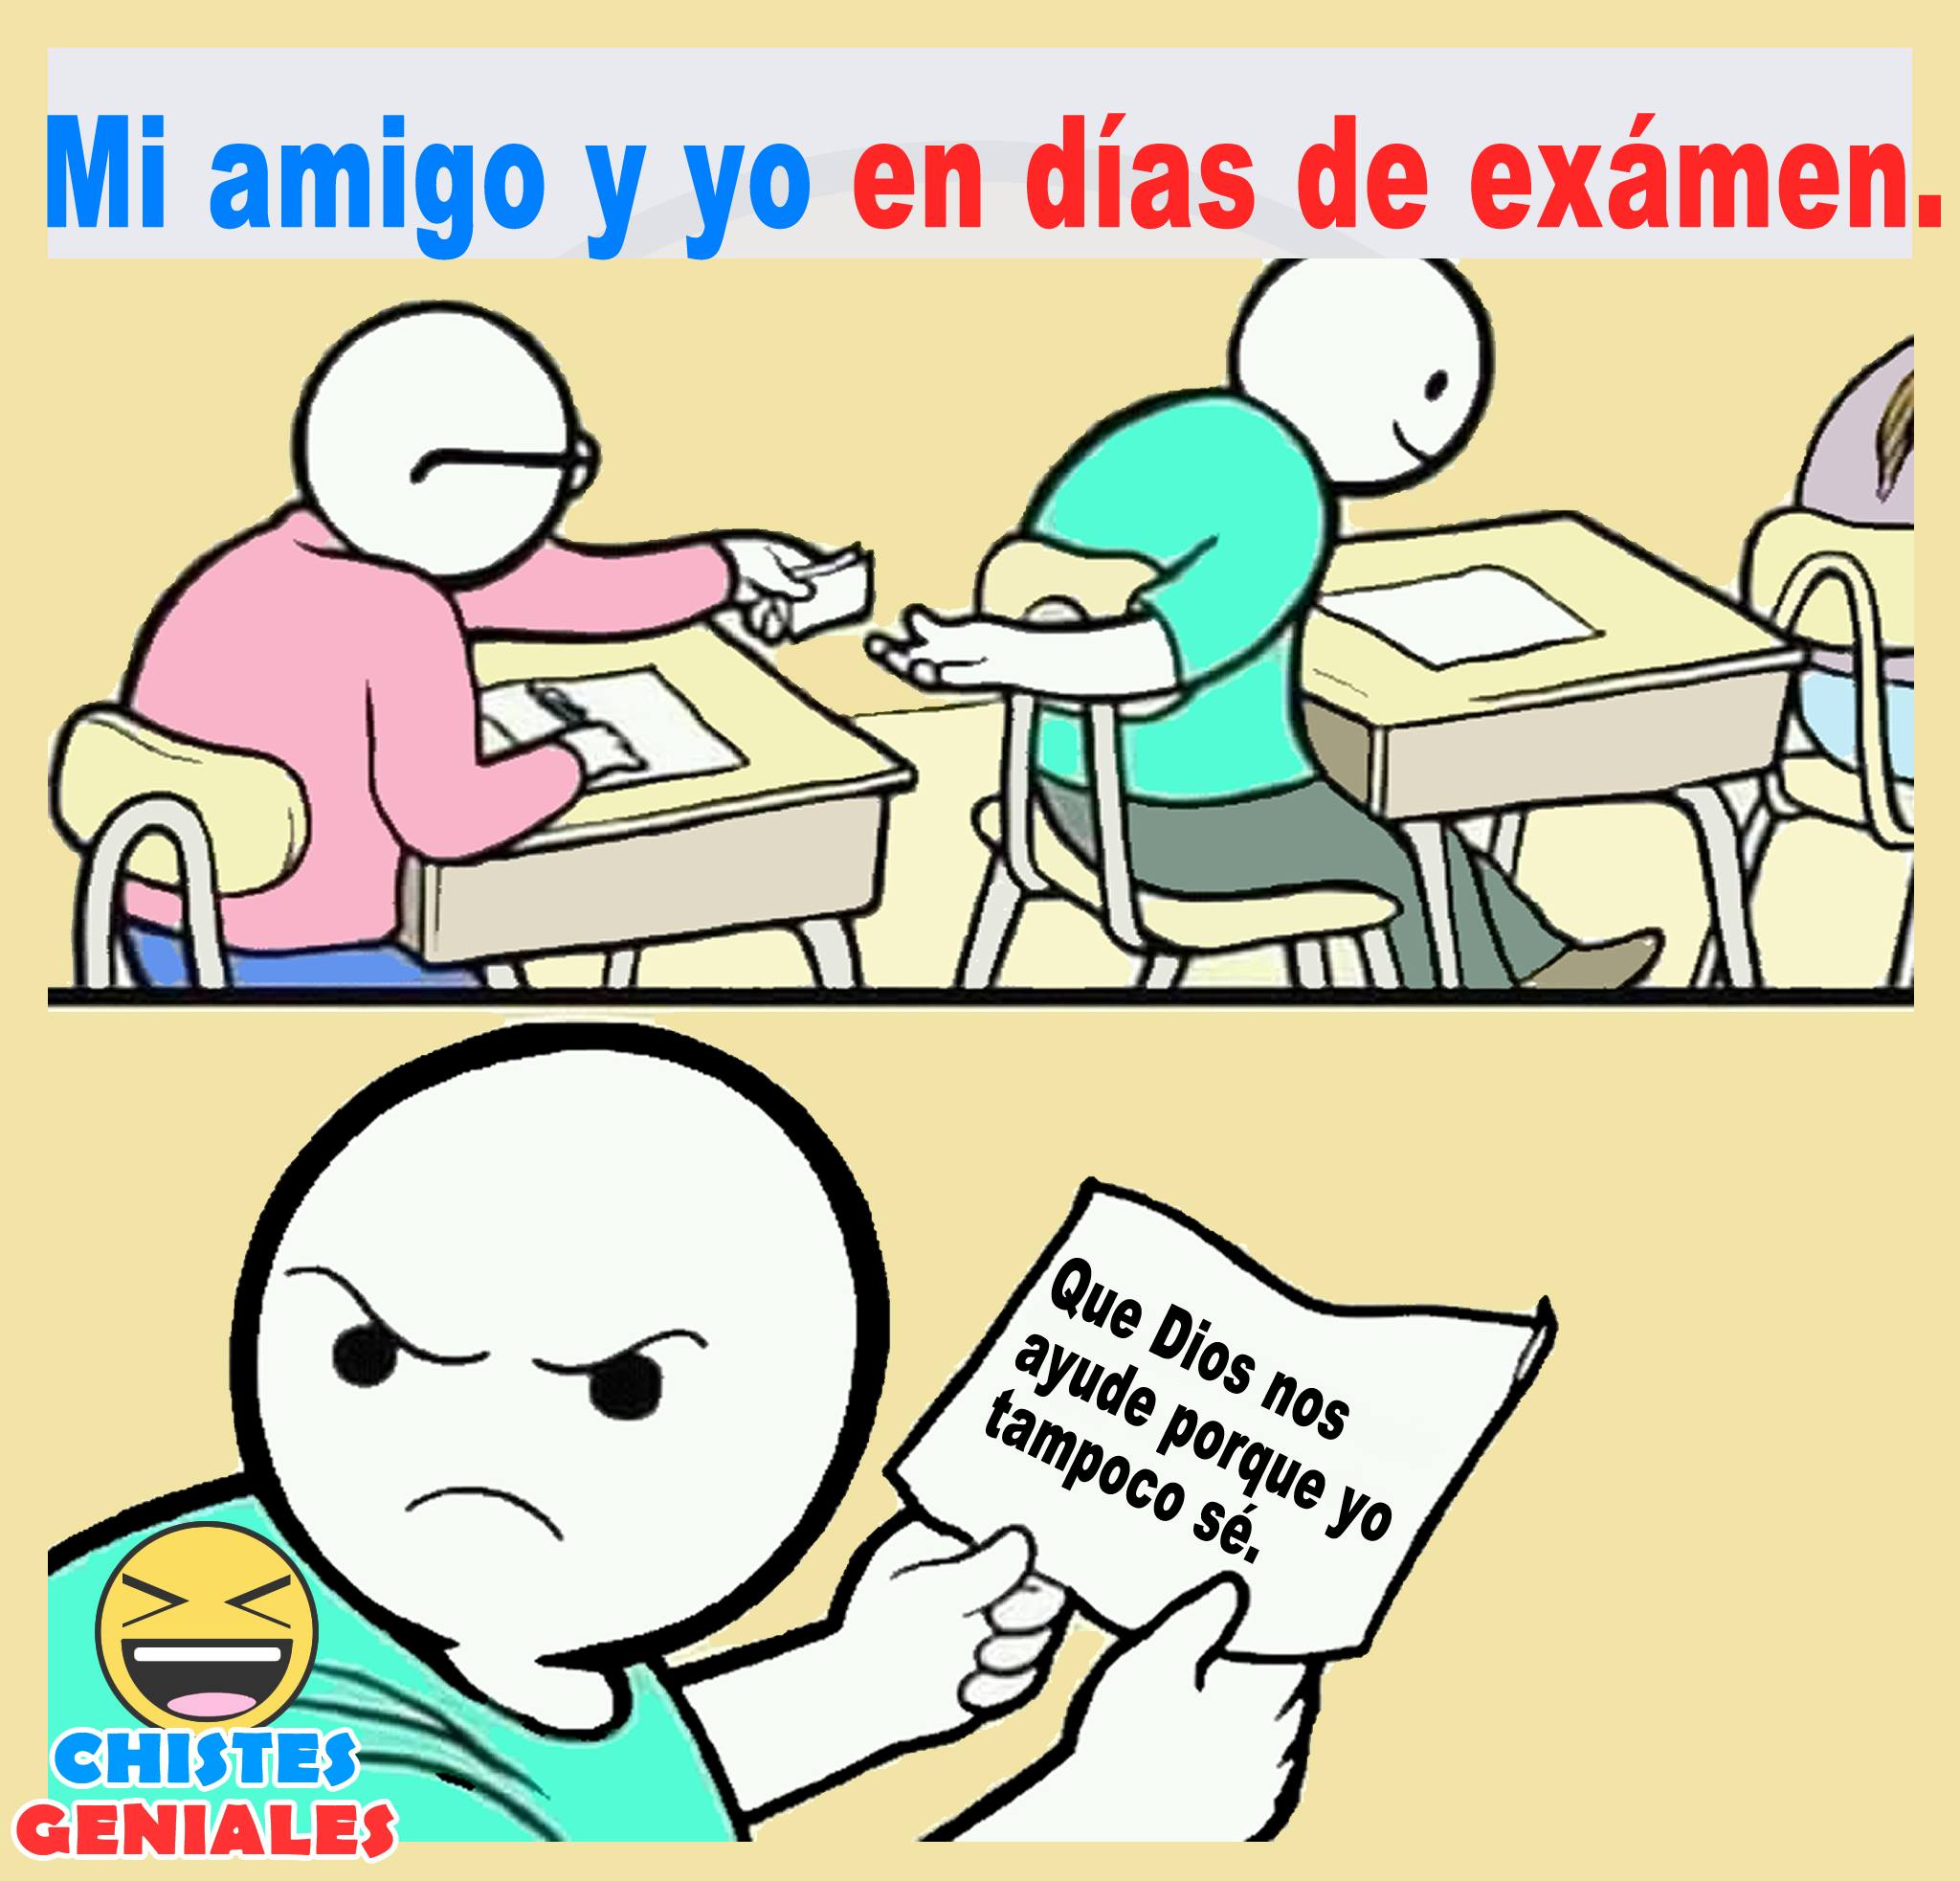 Mi amigo y yo en días de exámen.
Que Dios nos
ayude porque yo
tampoco sé.
CHISTES
GENIALES